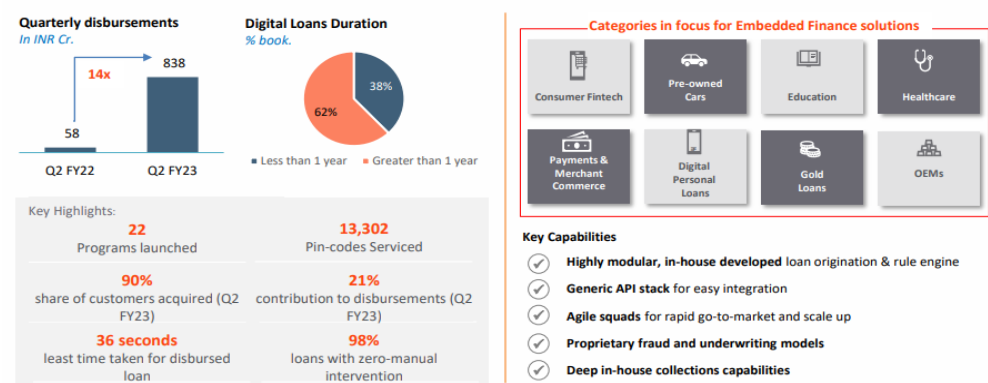 Quarterly disbursements
In INR Cr.
14x
58
838
Q2 FY22
Q2 FY23
Digital Loans Duration
% book.
38%
62%
Less than 1 year
Greater than 1 year
Key Highlights:
22
Programs launched
13,302
Pin-codes Serviced
90%
share of customers acquired (Q2
FY23)
21%
contribution to disbursements (Q2
FY23)
36 seconds
least time taken for disbursed
loan
98%
loans with zero-manual
intervention
Categories in focus for Embedded Finance solutions
Consumer Fintech
Pre-owned
Cars
Education
Healthcare
Payments &
Merchant
Commerce
Digital
Personal
Loans
Gold
Loans
OEMs
Key Capabilities
Highly modular, in-house developed loan origination & rule engine
Generic API stack for easy integration
Agile squads for rapid go-to-market and scale up
Proprietary fraud and underwriting models
Deep in-house collections capabilities